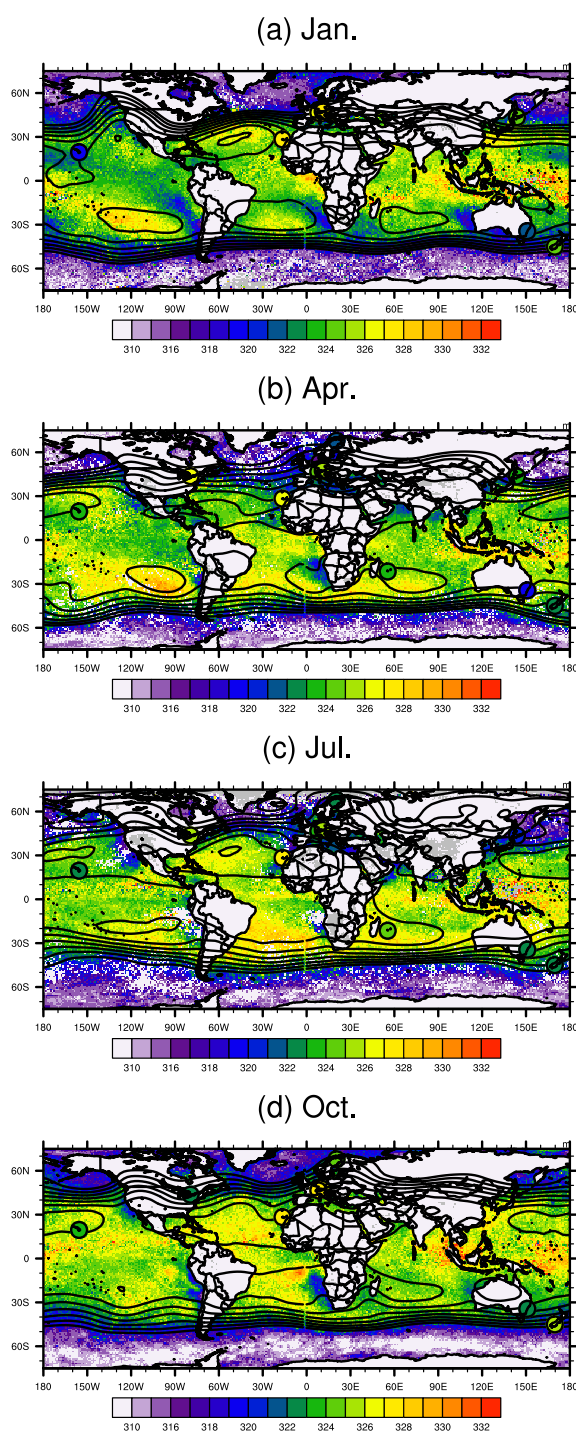 (a) Jan.
m
60N
30N
0
30S
60S
180 150W 120W 90W 60W 30W 0 30E 60E 90E 120E 150E 180
310 316 318 320 322 324 326 328 330 332
(b) Apr.
m
60N
30N
0
30S
60S
180 150W 120W 90W 60W 30W 0 30E 60E 90E 120E 150E 180
310 316 318 320 322 324 326 328 330 332
(c) Jul.
m
60N
30N
0
30S
60S
180 150W 120W 90W 60W 30W 0 30E 60E 90E 120E 150E 180
310 316 318 320 322 324 326 328 330 332
(d) Oct.
m
60N
30N
0
30S
60S
180 150W 120W 90W 60W 30W 0 30E 60E 90E 120E 150E 180
310 316 318 320 322 324 326 328 330 332